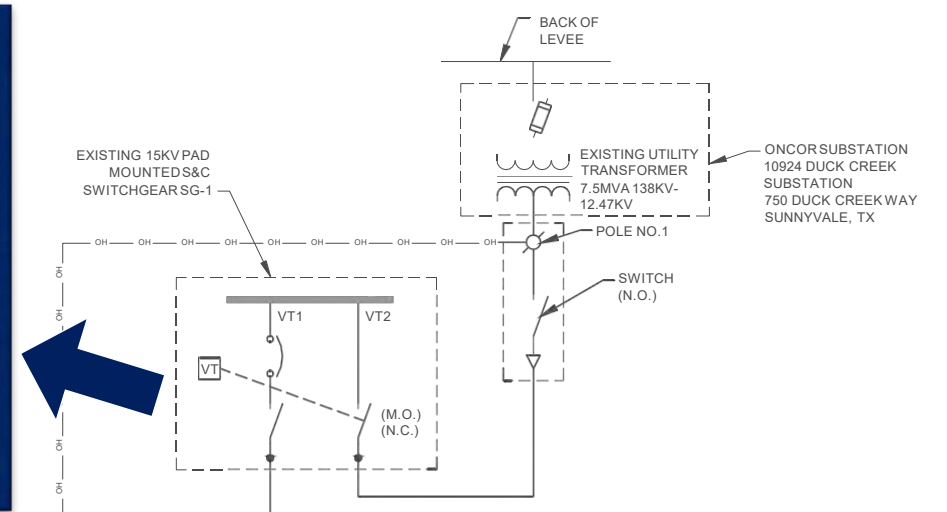 BACK OF
LEVEE
EXISTING 15KV PAD
MOUNTED S&C
SWITCHGEAR SG-1
EXISTING UTILITY
TRANSFORMER
7.5MVA 138KV-
12.47KV
ONCOR SUBSTATION
10924 DUCK CREEK
SUBSTATION
750 DUCK CREEK WAY
SUNNYVALE, TX
POLE NO.1
OH OH OH OH OH OH OH OH OH OH
OH
OH
OH
OH
OH
SWITCH
(N.O.)
VT1
VT2
VT
(M.O.)
(N.C.)